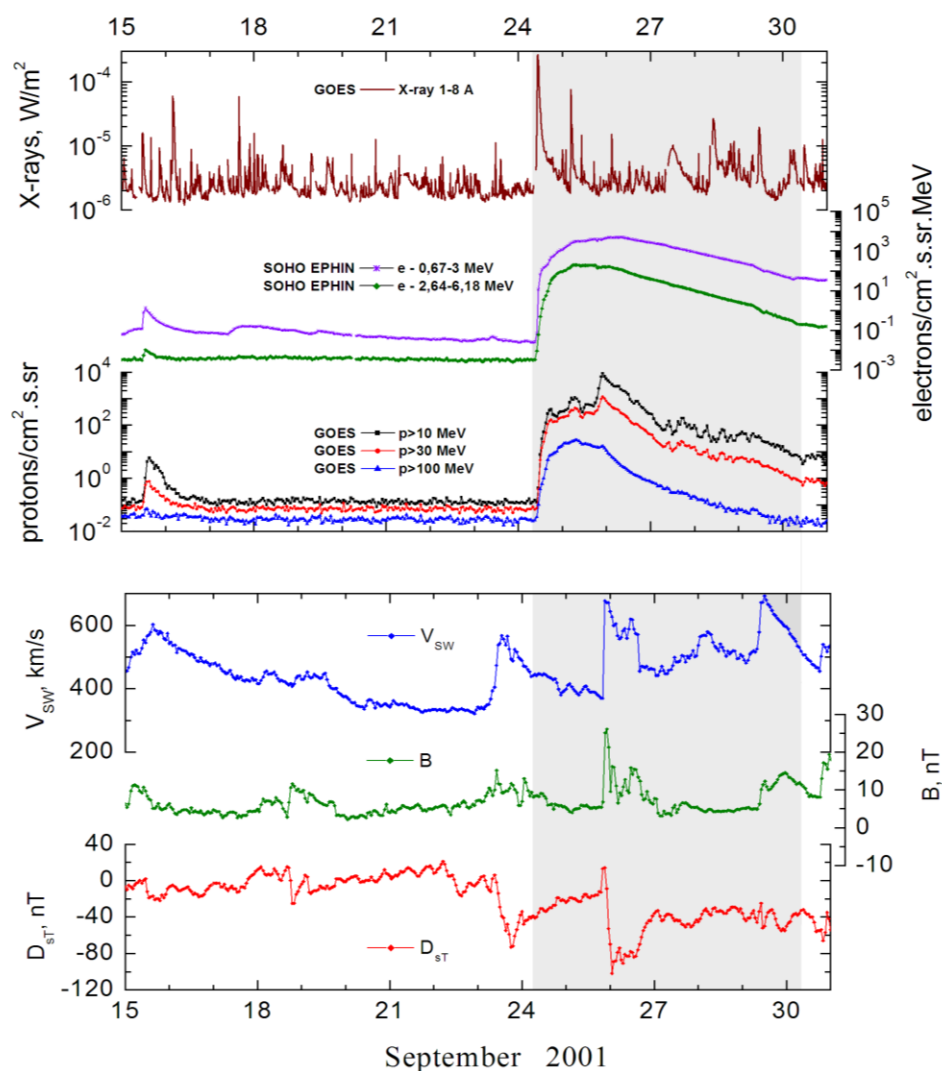 15 18 21 24 27 30
X-rays, W/m²
10⁻⁴
10⁻⁵
10⁻⁶
GOES X-ray 1-8 A
electrons/cm².s.sr.MeV
10⁵
10³
10¹
10⁻¹
10⁻³
SOHO EPHIN e - 0,67-3 MeV
SOHO EPHIN e - 2,64-6,18 MeV
protons/cm².s.sr
10⁴
10²
10⁰
10⁻²
GOES p>10 MeV
GOES p>30 MeV
GOES p>100 MeV
V_SW, km/s
600
400
200
V_SW
B, nT
30
20
10
0
-10
B
D_sT, nT
40
0
-40
-80
-120
D_sT
15 18 21 24 27 30
September 2001